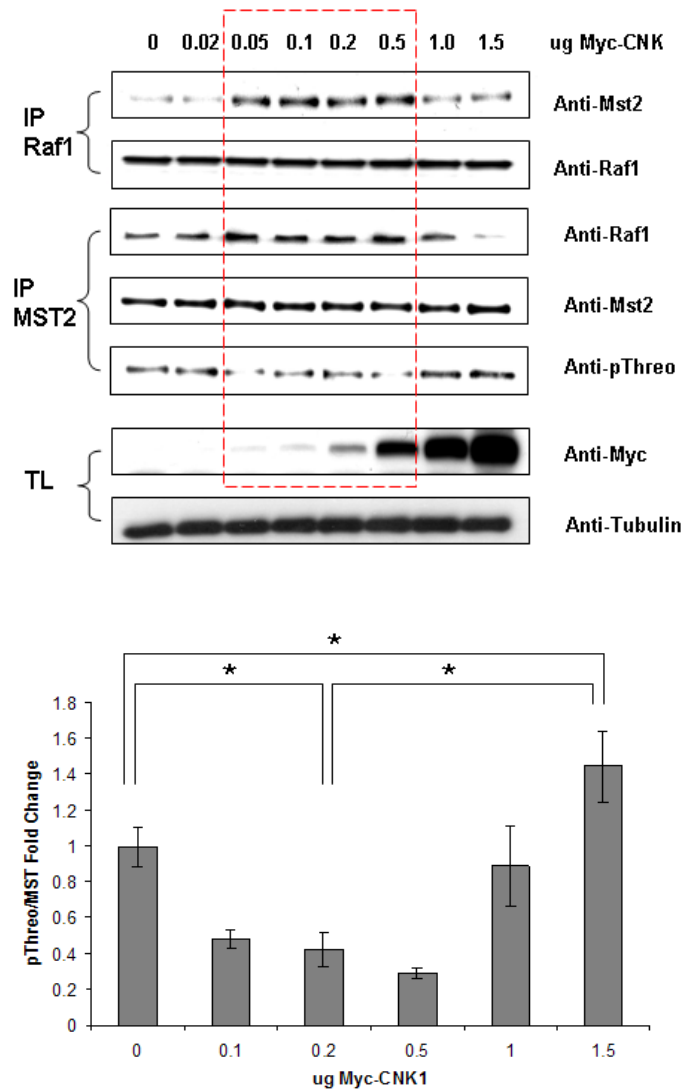 0 0.02 0.05 0.1 0.2 0.5 1.0 1.5 ug Myc-CNK
IP Raf1
Anti-Mst2
Anti-Raf1
IP MST2
Anti-Raf1
Anti-Mst2
Anti-pThreo
TL
Anti-Myc
Anti-Tubulin
*
* *
pThreo/MST Fold Change
1.8
1.6
1.4
1.2
1
0.8
0.6
0.4
0.2
0
0 0.1 0.2 0.5 1 1.5
ug Myc-CNK1